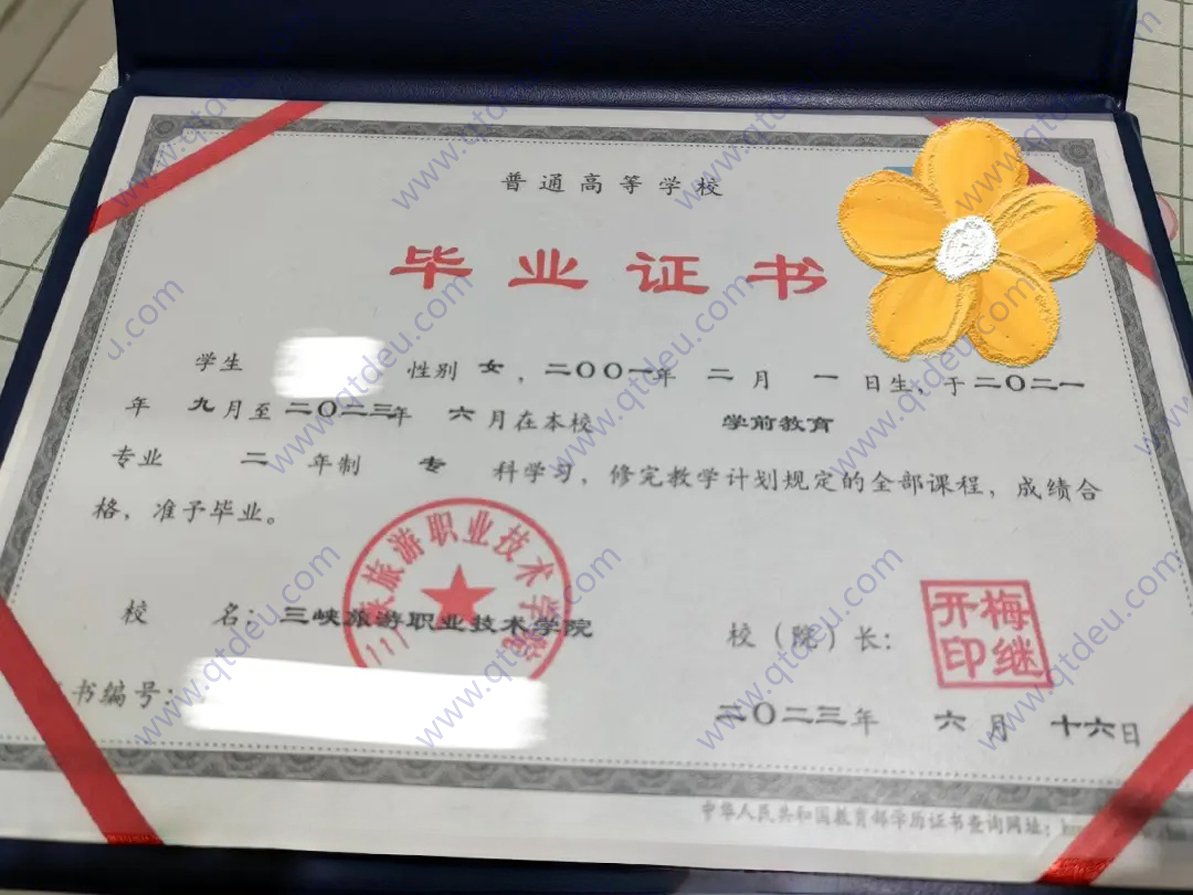 普通高等学校
毕业证书
学生 性别 女，二〇〇一年 二月 一日生，于二〇二一
年 九月至二〇二三年 六月在本校 学前教育
专业 二 年制 专 科学习，修完教学计划规定的全部课程，成绩合
格，准予毕业。
旅游职业技术学院
校 名：三峡旅游职业技术学院
校（院）长：
开梅
印继
书编号：
二〇二三年 六月 十六日
中华人民共和国教育部学历证书查询网址：
www.qtdeu.com